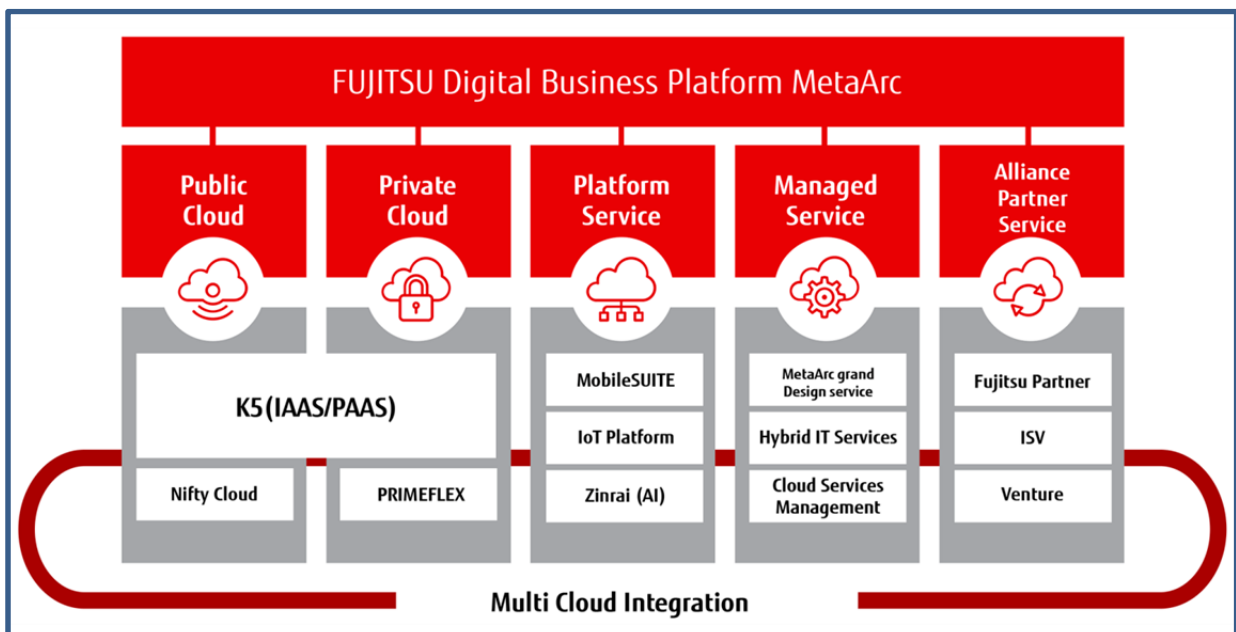 FUJITSU Digital Business Platform MetaArc
Public
Cloud
Private
Cloud
Platform
Service
Managed
Service
Alliance
Partner
Service
K5(IAAS/PAAS)
Nifty Cloud
PRIMEFLEX
MobileSUITE
IoT Platform
Zinrai (AI)
MetaArc grand
Design service
Hybrid IT Services
Cloud Services
Management
Fujitsu Partner
ISV
Venture
Multi Cloud Integration